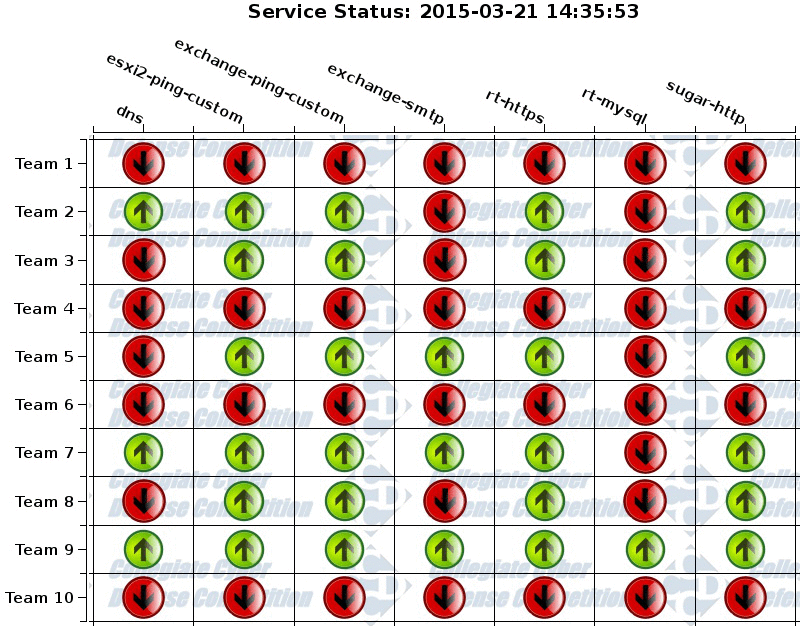 Service Status: 2015-03-21 14:35:53
dns
esxi2-ping-custom
exchange-ping-custom
exchange-smtp
rt-https
rt-mysql
sugar-http
Team 1
Team 2
Team 3
Team 4
Team 5
Team 6
Team 7
Team 8
Team 9
Team 10
Collegiate Cyber
Defense Competition